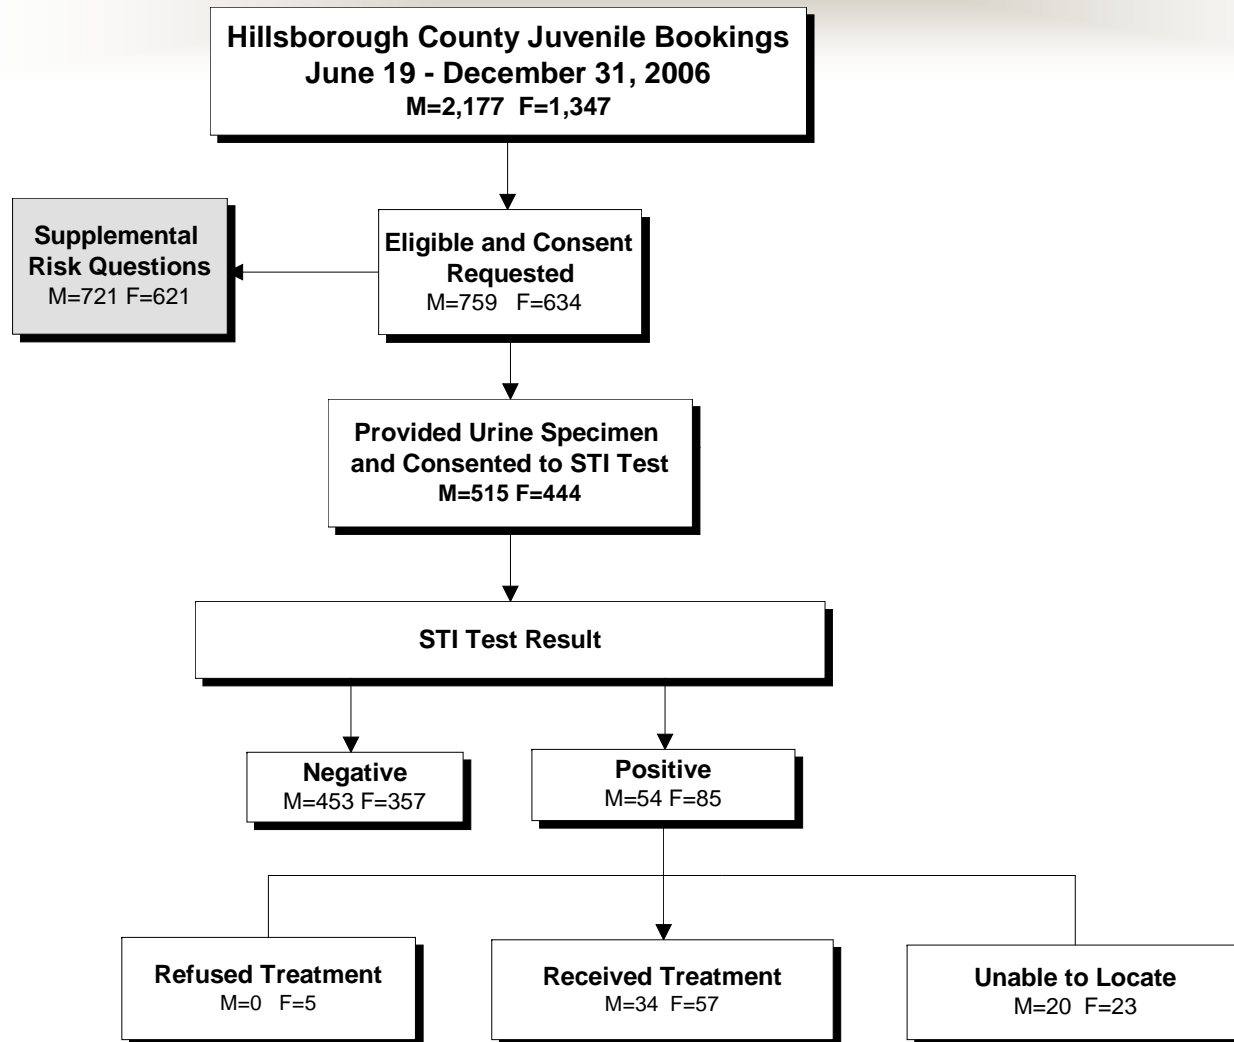 Hillsborough County Juvenile Bookings
June 19 - December 31, 2006
M=2,177 F=1,347
Supplemental
Risk Questions
M=721 F=621
Eligible and Consent
Requested
M=759 F=634
Provided Urine Specimen
and Consented to STI Test
M=515 F=444
STI Test Result
Negative
M=453 F=357
Positive
M=54 F=85
Refused Treatment
M=0 F=5
Received Treatment
M=34 F=57
Unable to Locate
M=20 F=23